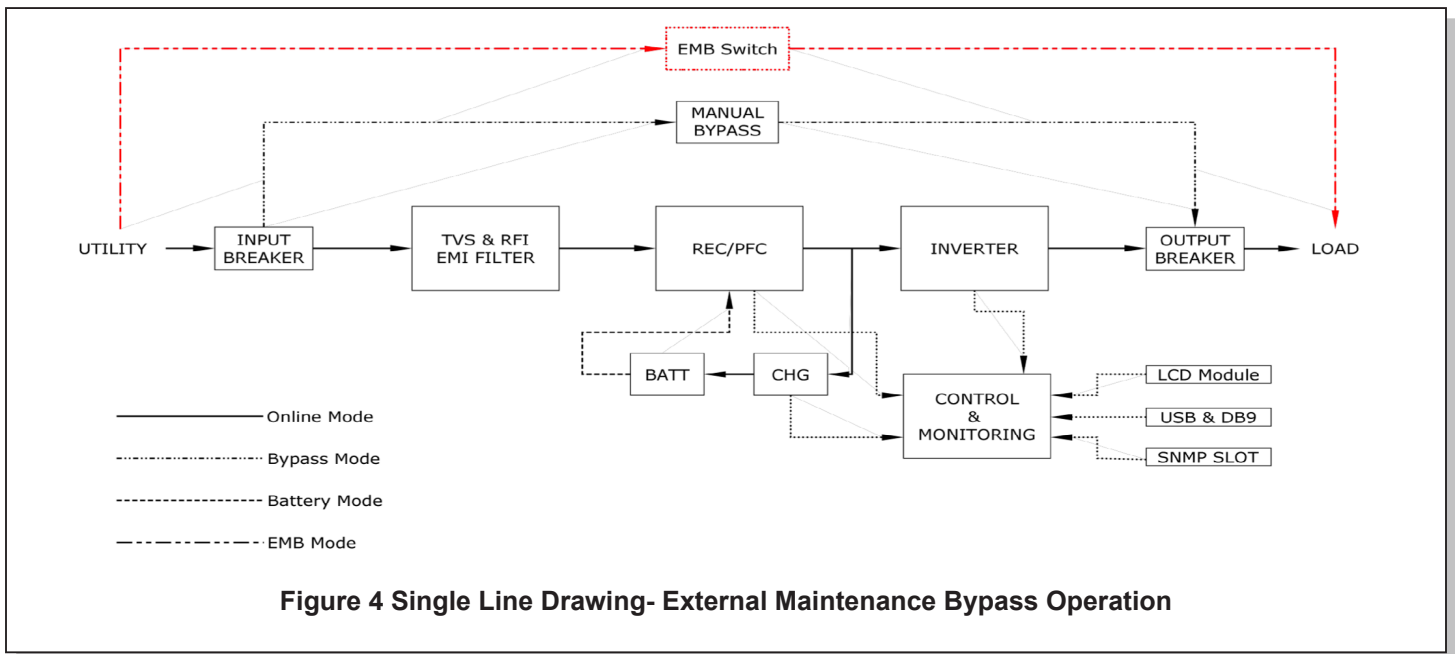 EMB Switch
MANUAL
BYPASS
UTILITY
INPUT
BREAKER
TVS & RFI
EMI FILTER
REC/PFC
INVERTER
OUTPUT
BREAKER
LOAD
BATT
CHG
CONTROL
&
MONITORING
LCD Module
USB & DB9
SNMP SLOT
Online Mode
Bypass Mode
Battery Mode
EMB Mode
Figure 4 Single Line Drawing- External Maintenance Bypass Operation